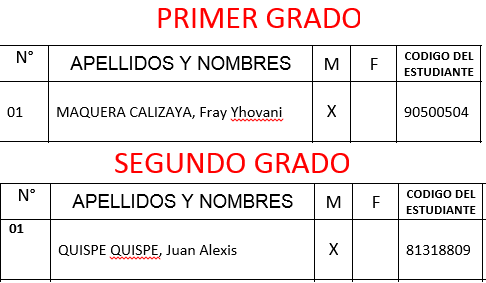 PRIMER GRADO
N° APELLIDOS Y NOMBRES M F CODIGO DEL ESTUDIANTE
01 MAQUERA CALIZAYA, Fray Yhovani X 90500504
SEGUNDO GRADO
N° APELLIDOS Y NOMBRES M F CODIGO DEL ESTUDIANTE
01 QUISPE QUISPE, Juan Alexis X 81318809